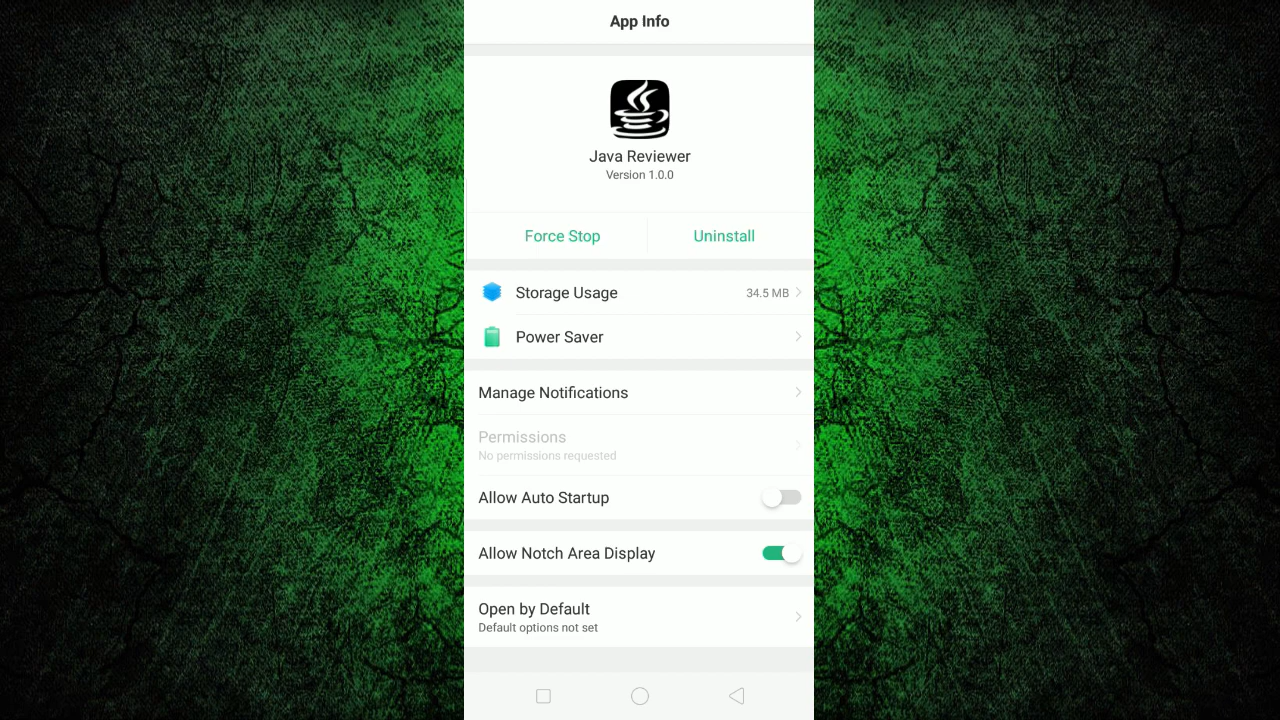 App Info
Java Reviewer
Version 1.0.0
Force Stop
Uninstall
Storage Usage
34.5 MB
Power Saver
Manage Notifications
Permissions
No permissions requested
Allow Auto Startup
Allow Notch Area Display
Open by Default
Default options not set